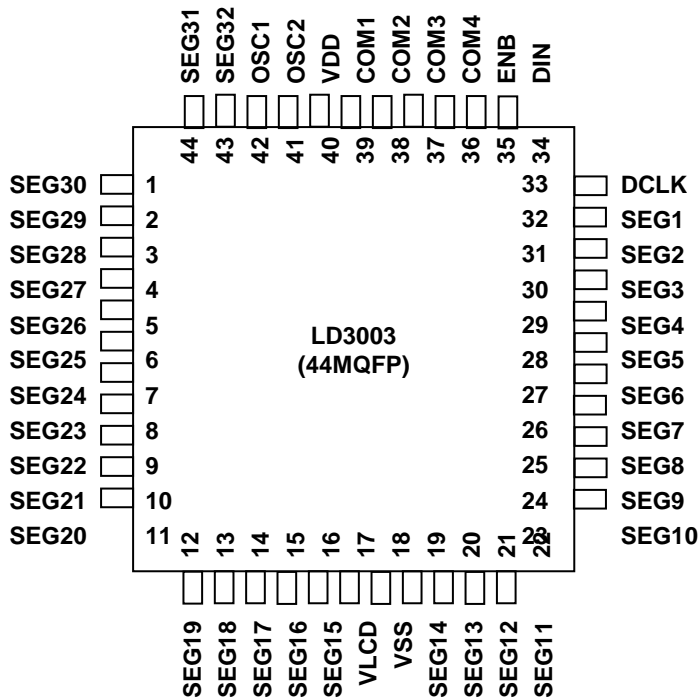 SEG31 SEG32 OSC1 OSC2 VDD COM1 COM2 COM3 COM4 ENB DIN
44 43 42 41 40 39 38 37 36 35 34
SEG30 1 33 DCLK
SEG29 2 32 SEG1
SEG28 3 31 SEG2
SEG27 4 30 SEG3
SEG26 5 29 SEG4
LD3003
(44MQFP)
SEG25 6 28 SEG5
SEG24 7 27 SEG6
SEG23 8 26 SEG7
SEG22 9 25 SEG8
SEG21 10 24 SEG9
SEG20 11 23 SEG10
12 13 14 15 16 17 18 19 20 21 22
SEG19 SEG18 SEG17 SEG16 SEG15 VLCD VSS SEG14 SEG13 SEG12 SEG11